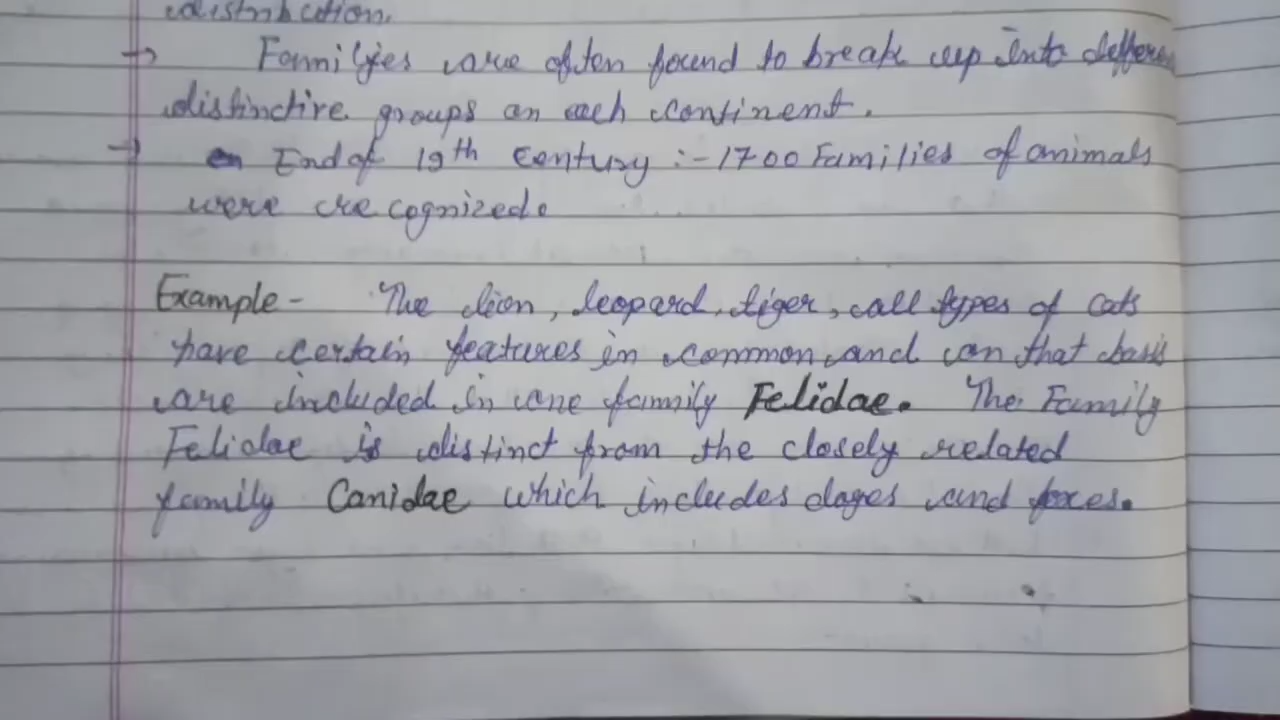 distribution.
→ Families are often found to break up into differen
distinctive groups on each continent.
→ End of 19th century :- 1700 Families of animals
were recognized.
Example - The lion, leopard, tiger, all types of cats
have certain features in common and on that basis
are included in one family Felidae. The Family
Felidae is distinct from the closely related
family Canidae which includes doges and foxes.